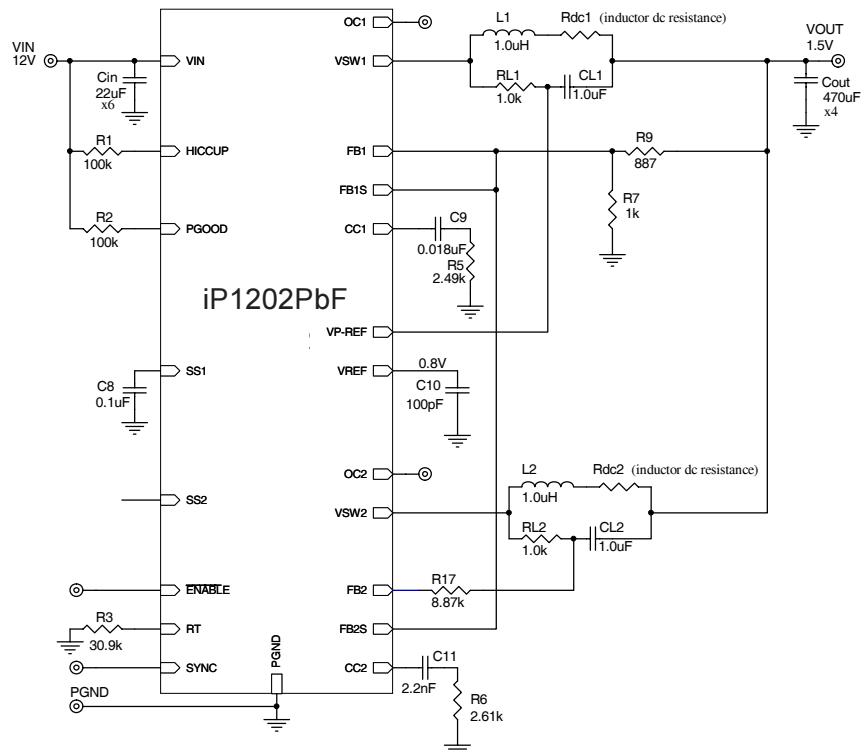 OC1
L1
Rdc1 (inductor dc resistance)
1.0uH
VIN
12V
VIN
Cin
22uF
x6
VSW1
RL1
1.0k
CL1
1.0uF
VOUT
1.5V
Cout
470uF
x4
R1
100k
HICCUP
FB1
R9
887
FB1S
R7
1k
R2
100k
PGOOD
CC1
C9
0.018uF
R5
2.49k
iP1202PbF
VP-REF
C8
0.1uF
SS1
VREF
0.8V
C10
100pF
OC2
L2
Rdc2 (inductor dc resistance)
1.0uH
SS2
VSW2
RL2
1.0k
CL2
1.0uF
ENABLE
FB2
R17
8.87k
R3
30.9k
RT
FB2S
SYNC
PGND
CC2
C11
2.2nF
R6
2.61k
PGND